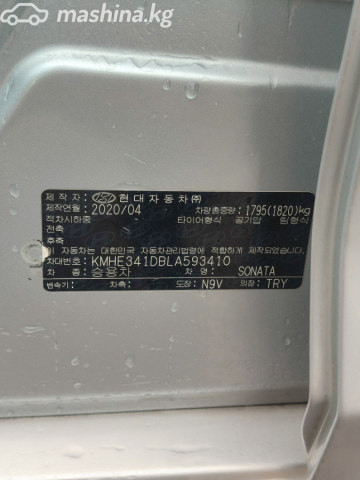 mashina.kg
제 작 자 : 현대자동차㈜
제작연월: 2020/04 차량총중량: 1795(1820)kg
적차시하중 타이어형식 공기압 림형식
전축
후축
이 자동차는 대한민국 자동차관리법령에 적합하게 제작되었음.
차대번호: KMHE341DBLA593410
차 종: 승용차 차 명: SONATA
변속기: 차축: 도장: N9V 의장: TRY